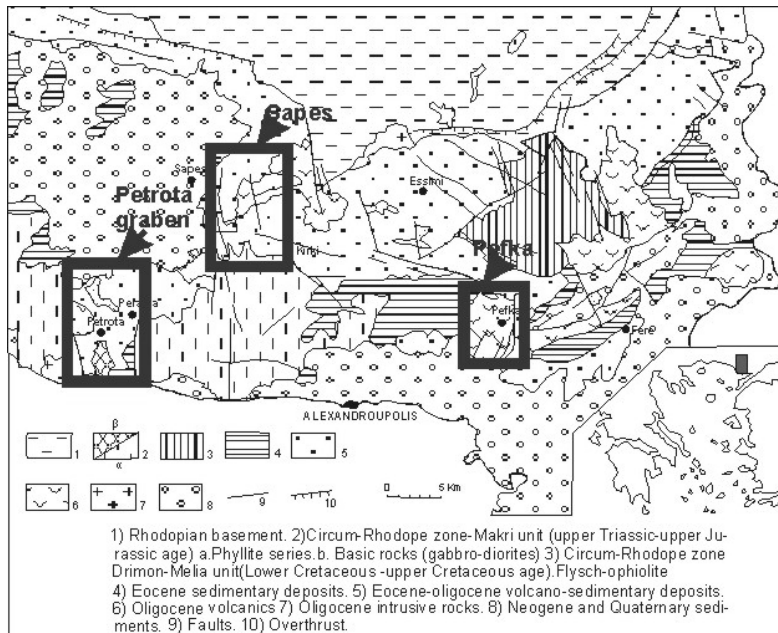 Sapes
Sapes
Petrota
graben
Essimi
Kirki
Pefka
Perama
Petrota
Pefka
Fere
ALEXANDROUPOLIS
β
1
α
2
3
4
5
6
7
8
9
10
0 5 Km
1) Rhodopian basement. 2)Circum-Rhodope zone-Makri unit (upper Triassic-upper Ju-
rassic age) a.Phyllite series.b. Basic rocks (gabbro-diorites) 3) Circum-Rhodope zone
Drimon-Melia unit(Lower Cretaceous -upper Cretaceous age).Flysch-ophiolite
4) Eocene sedimentary deposits. 5) Eocene-oligocene volcano-sedimentary deposits.
6) Oligocene volcanics 7) Oligocene intrusive rocks. 8) Neogene and Quaternary sedi-
ments. 9) Faults. 10) Overthrust.